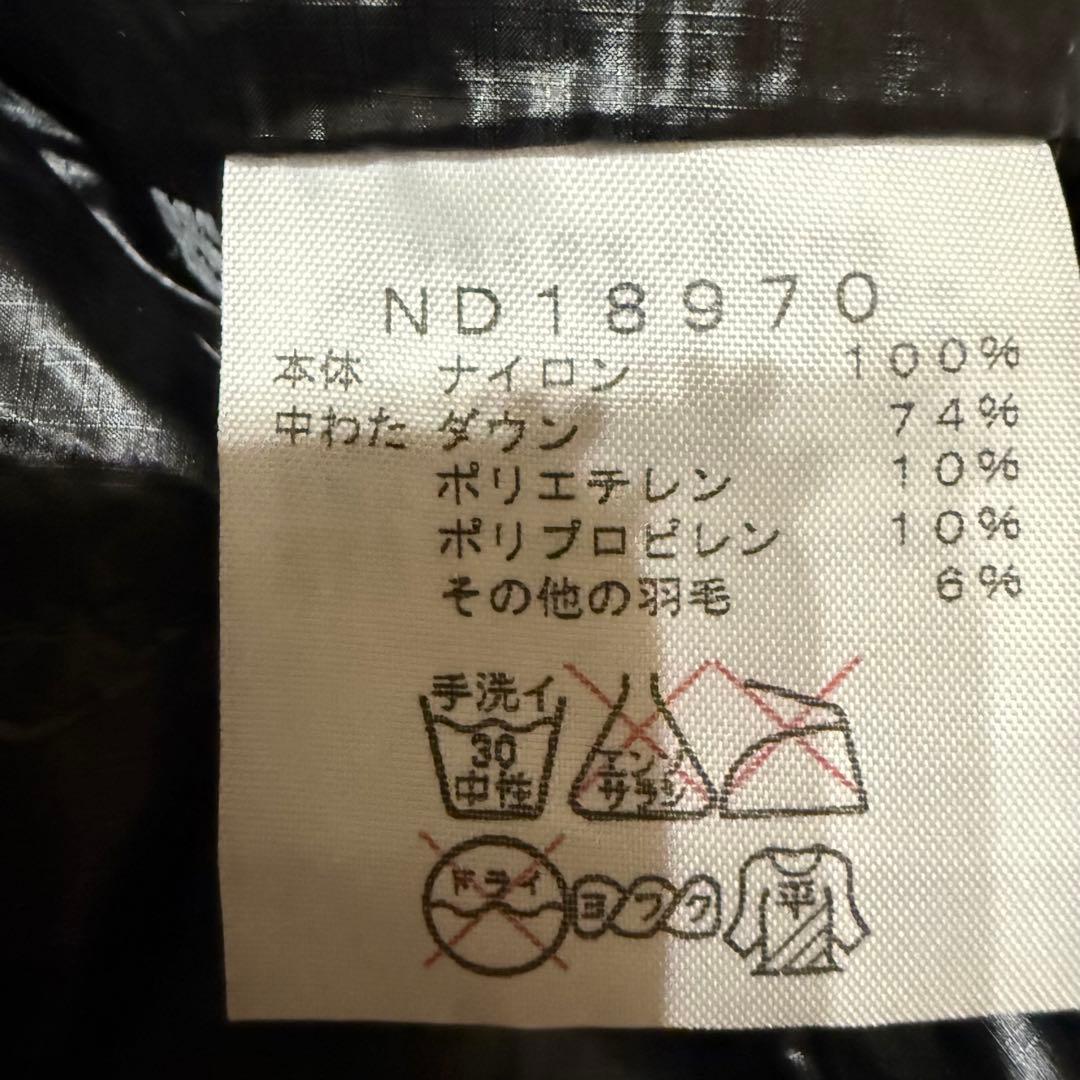 ND18970
本体 ナイロン 100%
中わた ダウン 74%
ポリエチレン 10%
ポリプロピレン 10%
その他の羽毛 6%
手洗イ
30
中性
エンソ
サラシ
ドライ
ヨワク
平